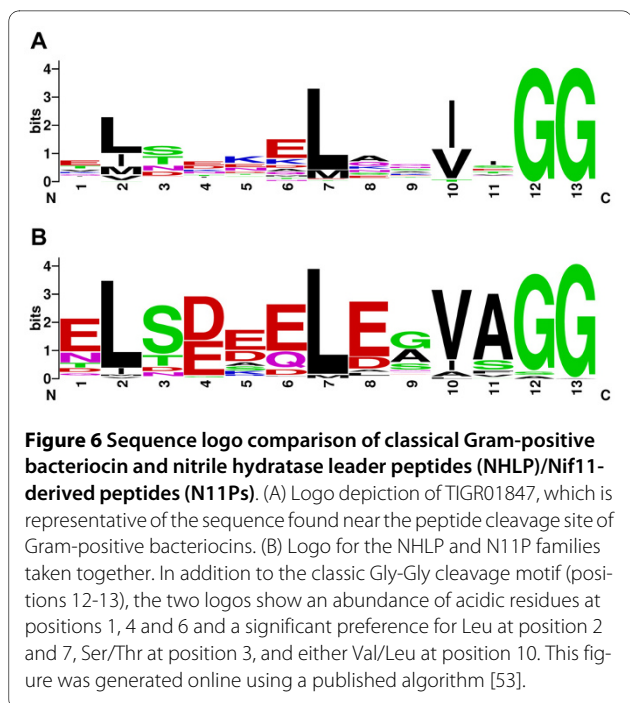 A
bits
4
3
2
1
0
N
1
2
3
4
5
6
7
8
9
10
11
12
13
C
L
S
T
E
K
E
L
A
I
V
G
G
B
bits
4
3
2
1
0
N
1
2
3
4
5
6
7
8
9
10
11
12
13
C
E
N
L
S
T
D
E
E
D
E
Q
L
E
D
G
A
V
A
S
G
G
Figure 6 Sequence logo comparison of classical Gram-positive
bacteriocin and nitrile hydratase leader peptides (NHLP)/Nif11-
derived peptides (N11Ps). (A) Logo depiction of TIGR01847, which is
representative of the sequence found near the peptide cleavage site of
Gram-positive bacteriocins. (B) Logo for the NHLP and N11P families
taken together. In addition to the classic Gly-Gly cleavage motif (posi-
tions 12-13), the two logos show an abundance of acidic residues at
positions 1, 4 and 6 and a significant preference for Leu at position 2
and 7, Ser/Thr at position 3, and either Val/Leu at position 10. This fig-
ure was generated online using a published algorithm [53].